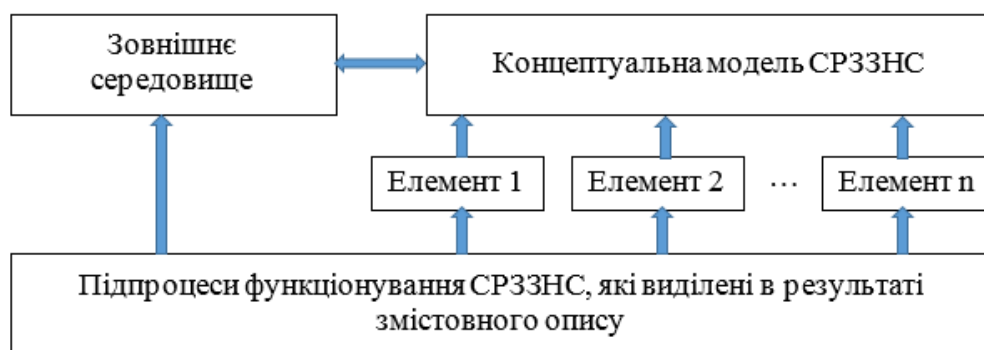 Зовнішнє
середовище
Концептуальна модель СРЗЗНС
Елемент 1
Елемент 2
...
Елемент n
Підпроцеси функціонування СРЗЗНС, які виділені в результаті
змістовного опису